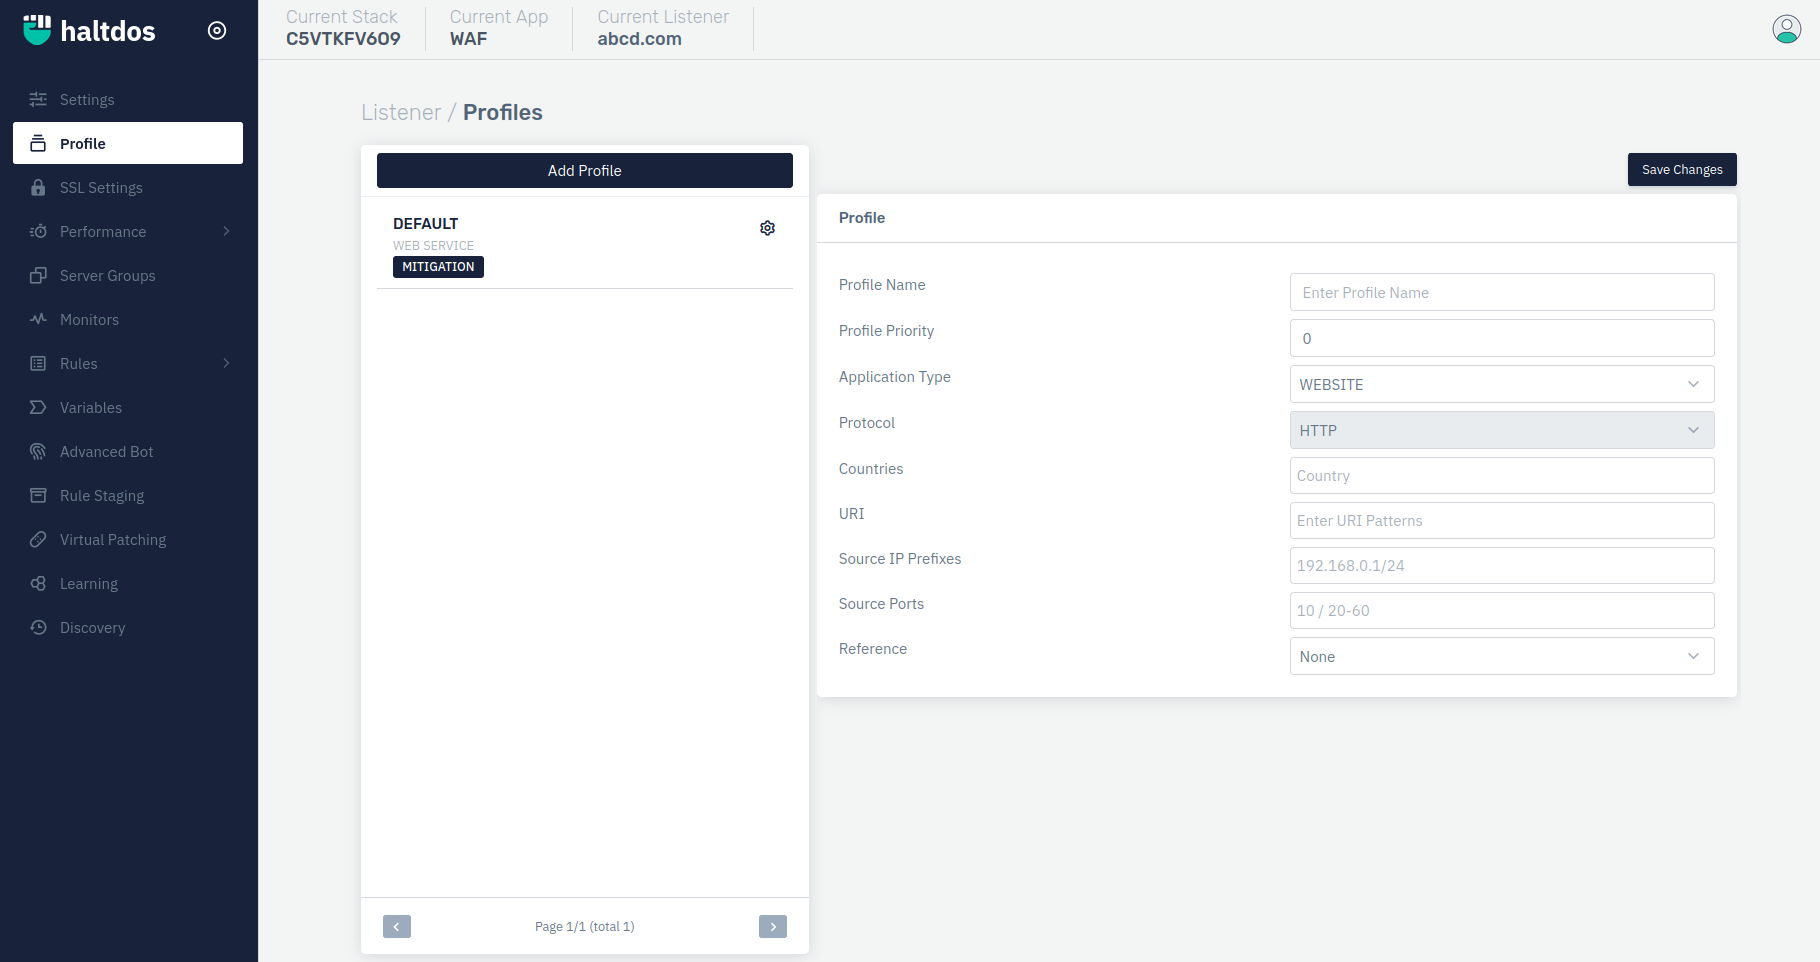 haltdos
Settings
Profile
SSL Settings
Performance
Server Groups
Monitors
Rules
Variables
Advanced Bot
Rule Staging
Virtual Patching
Learning
Discovery
Current Stack
C5VTKFV6O9
Current App
WAF
Current Listener
abcd.com
Listener / Profiles
Add Profile
DEFAULT
WEB SERVICE
MITIGATION
Page 1/1 (total 1)
Save Changes
Profile
Profile Name
Enter Profile Name
Profile Priority
0
Application Type
WEBSITE
Protocol
HTTP
Countries
Country
URI
Enter URI Patterns
Source IP Prefixes
192.168.0.1/24
Source Ports
10 / 20-60
Reference
None